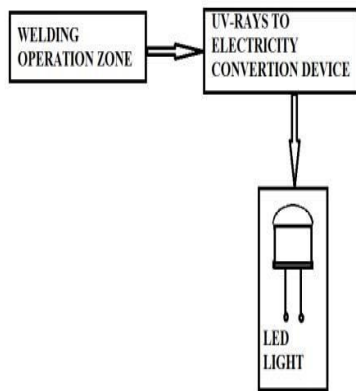 WELDING
OPERATION ZONE
UV-RAYS TO
ELECTRICITY
CONVERTION DEVICE
LED
LIGHT